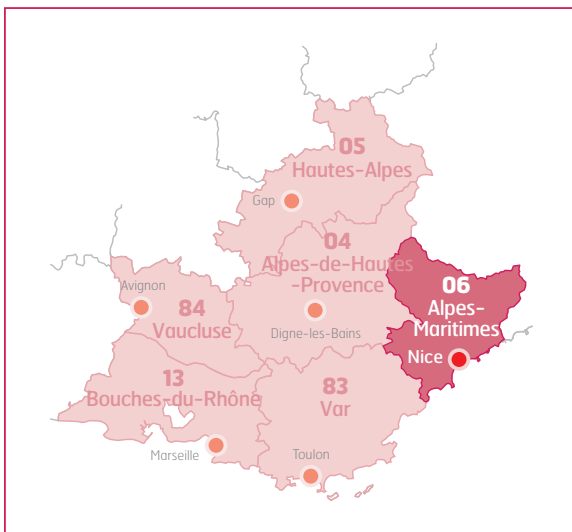 05
Hautes-Alpes
Gap
04
Alpes-de-Hautes
-Provence
06
Alpes-
Maritimes
Avignon
84
Vaucluse
Digne-les-Bains
Nice
13
Bouches-du-Rhône
83
Var
Marseille
Toulon